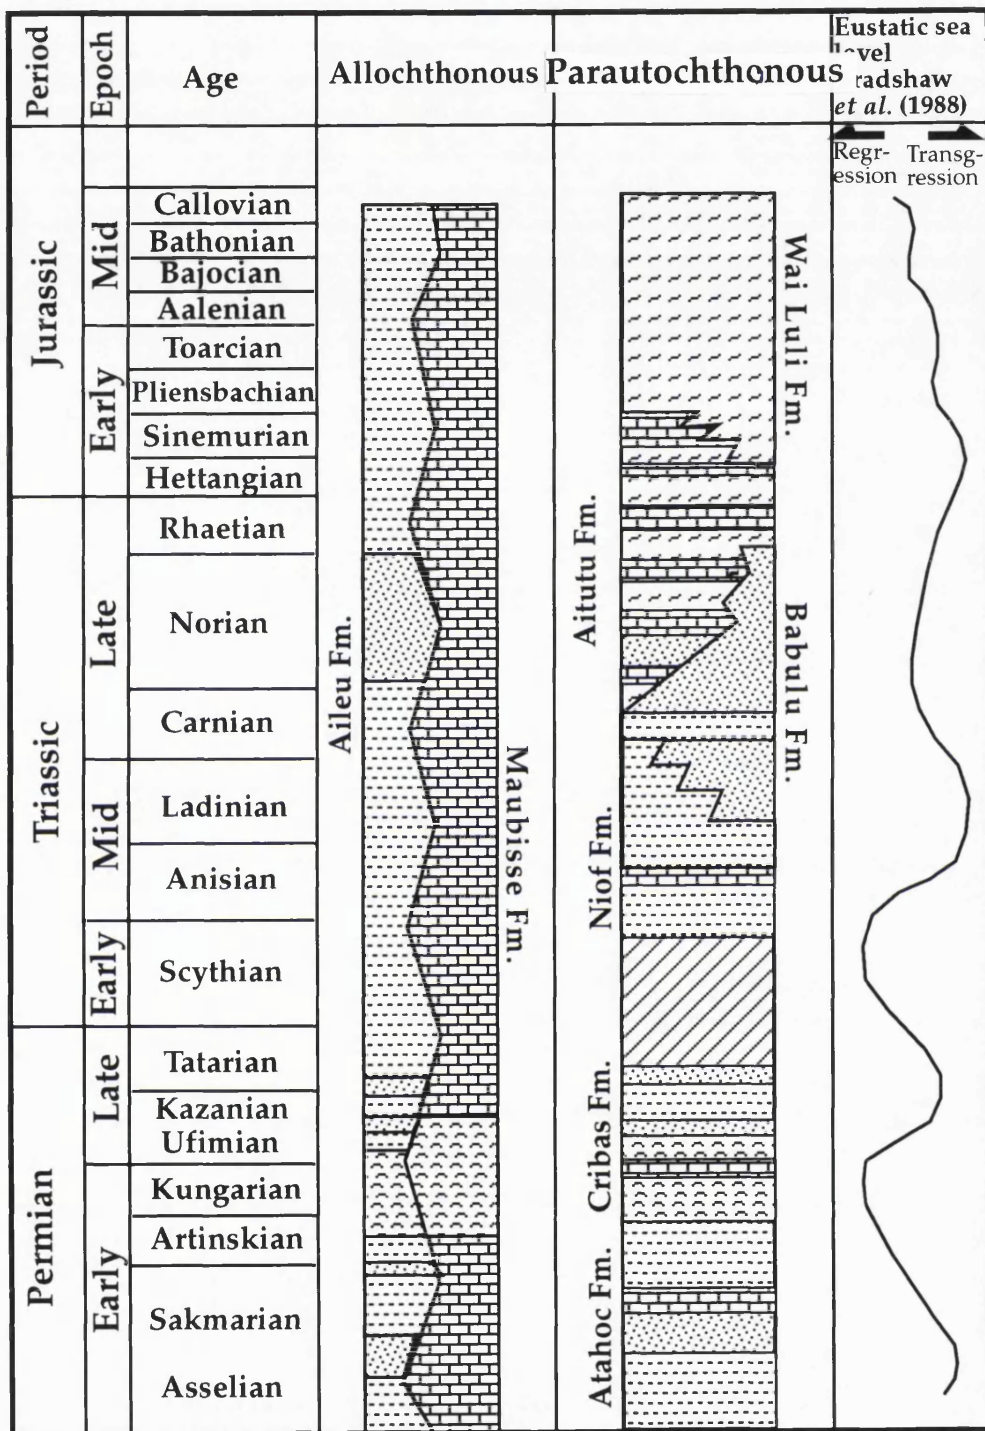 Period
Epoch
Age
Allochthonous
Parautochthonous
Eustatic sea
level
radshaw
et al. (1988)
Regr-
ession
Transg-
ression
Jurassic
Mid
Callovian
Bathonian
Bajocian
Aalenian
Early
Toarcian
Pliensbachian
Sinemurian
Hettangian
Triassic
Late
Rhaetian
Norian
Carnian
Mid
Ladinian
Anisian
Early
Scythian
Permian
Late
Tatarian
Kazanian
Ufimian
Early
Kungarian
Artinskian
Sakmarian
Asselian
Aileu Fm.
Maubisse Fm.
Wai Luli Fm.
Aitutu Fm.
Babulu Fm.
Niof Fm.
Cribas Fm.
Atahoc Fm.